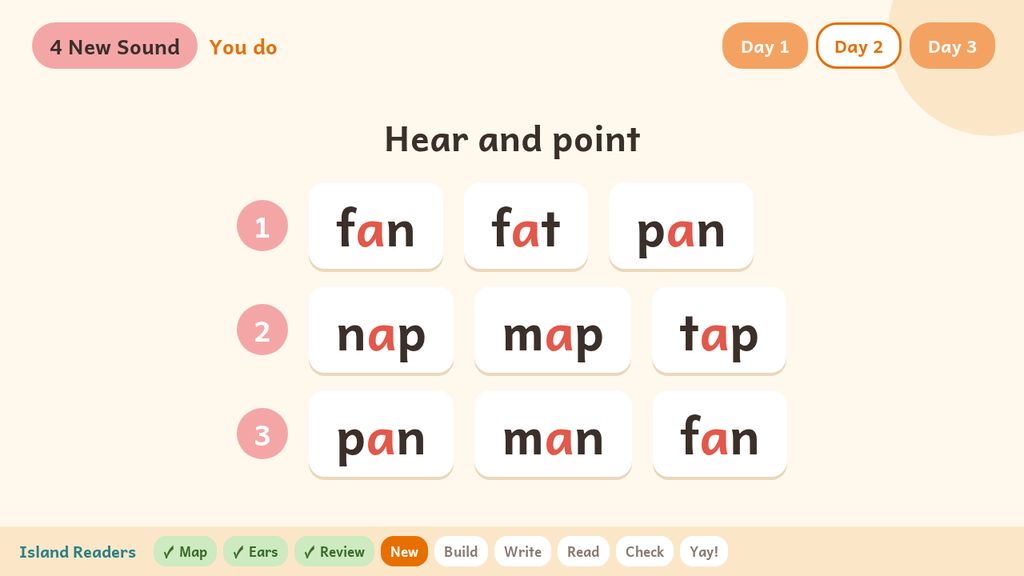 4 New Sound You do Day 1 Day 2 Day 3
Hear and point
1 fan fat pan
2 nap map tap
3 pan man fan
Island Readers ✓ Map ✓ Ears ✓ Review New Build Write Read Check Yay!